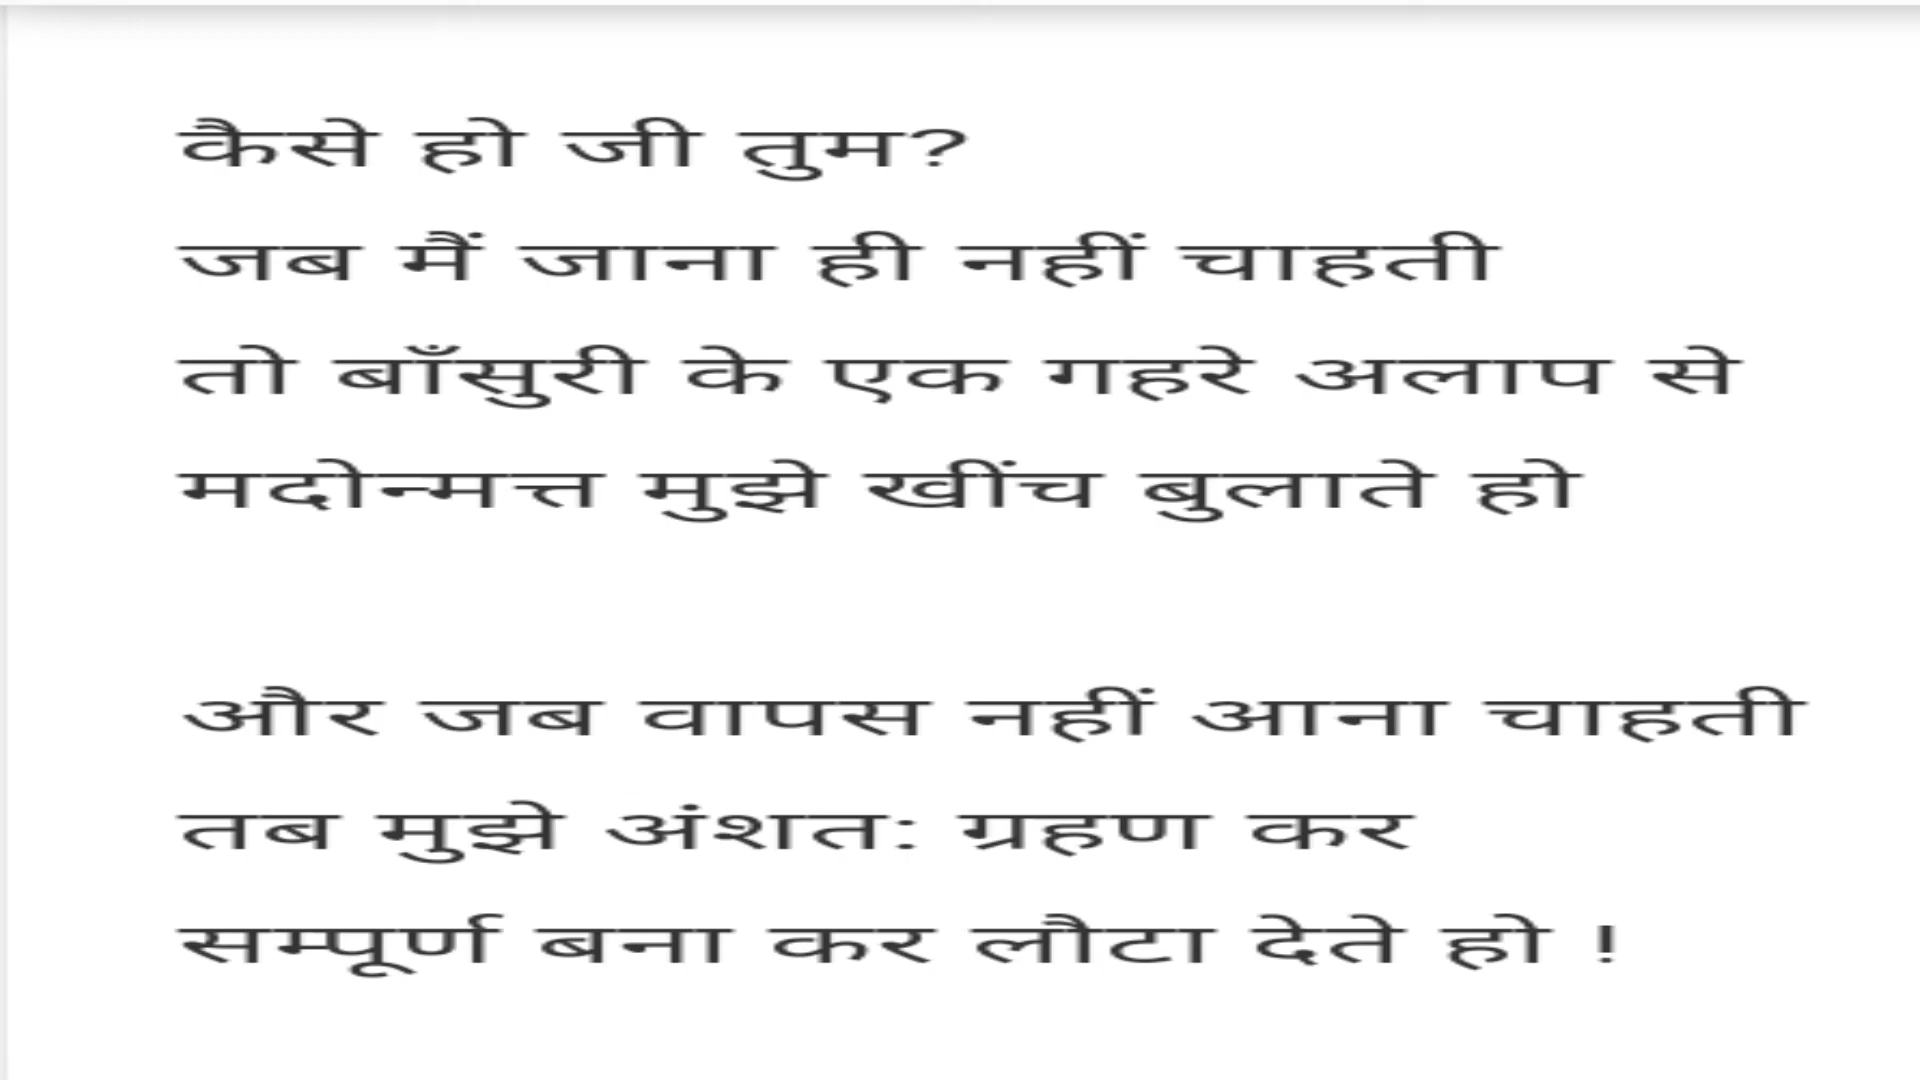 कैसे हो जी तुम?
जब मैं जाना ही नहीं चाहती
तो बाँसुरी के एक गहरे अलाप से
मदोन्मत्त मुझे खींच बुलाते हो
और जब वापस नहीं आना चाहती
तब मुझे अंशत: ग्रहण कर
सम्पूर्ण बना कर लौटा देते हो !